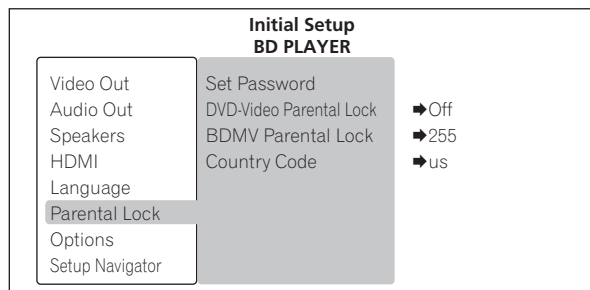 Initial Setup
BD PLAYER
Video Out
Audio Out
Speakers
HDMI
Language
Parental Lock
Options
Setup Navigator
Set Password
DVD-Video Parental Lock ➡Off
BDMV Parental Lock ➡255
Country Code ➡us